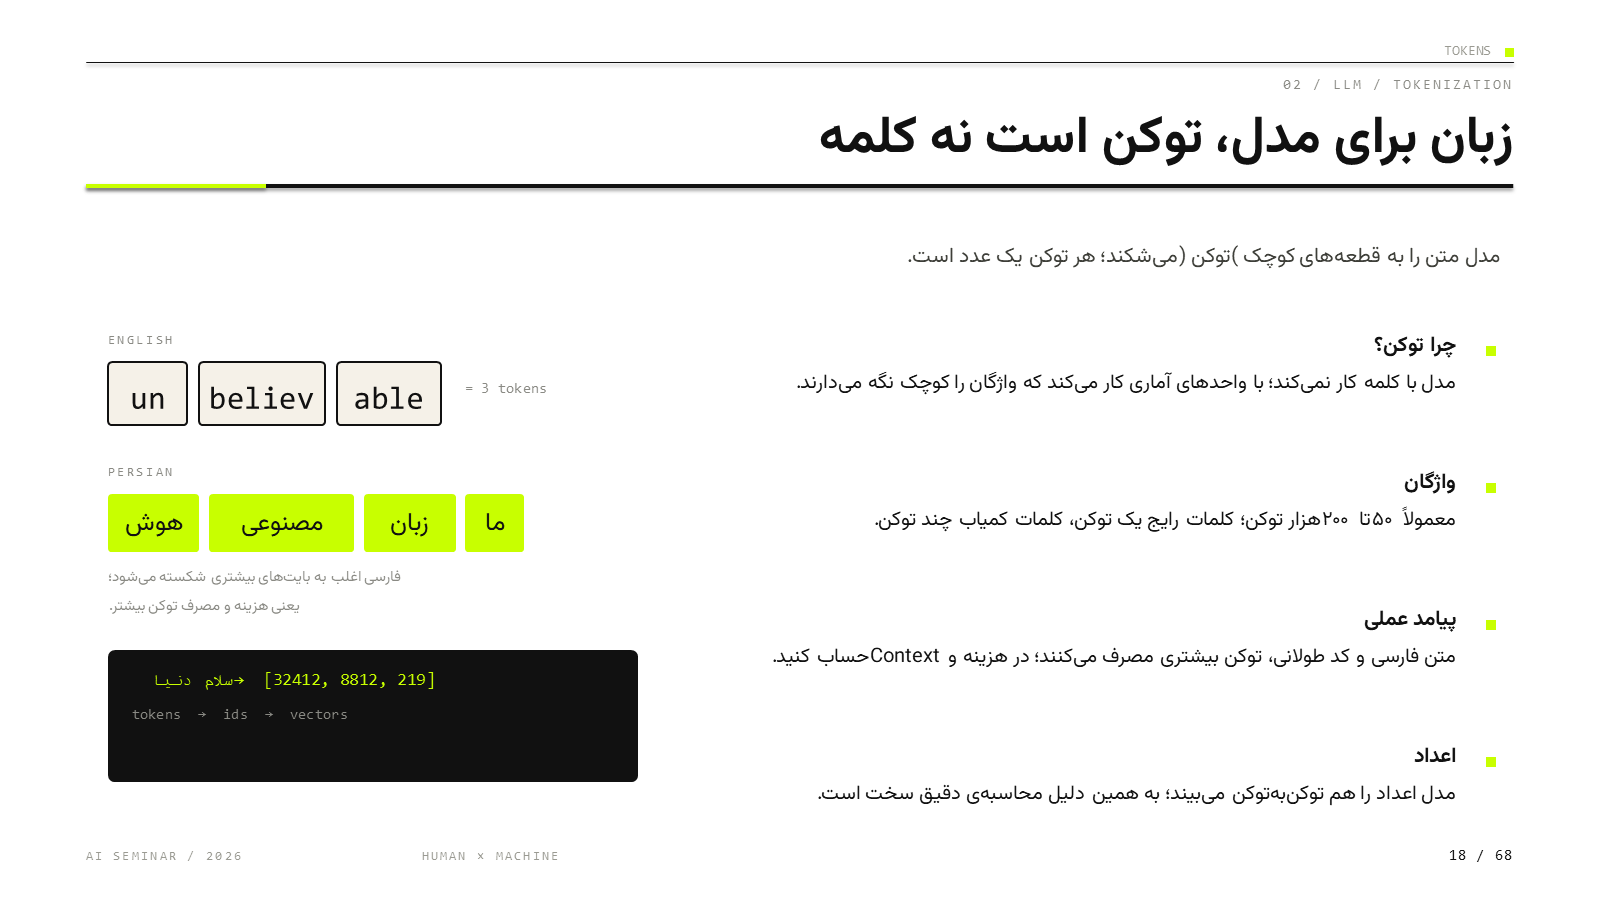 TOKENS
02 / LLM / TOKENIZATION
زبان برای مدل، توکن است نه کلمه
مدل متن را به قطعه‌های کوچک )توکن (می‌شکند؛ هر توکن یک عدد است.
چرا توکن؟
مدل با کلمه کار نمی‌کند؛ با واحدهای آماری کار می‌کند که واژگان را کوچک نگه می‌دارند.
واژگان
معمولاً ۵۰تا ۲۰۰هزار توکن؛ کلمات رایج یک توکن، کلمات کمیاب چند توکن.
پیامد عملی
متن فارسی و کد طولانی، توکن بیشتری مصرف می‌کنند؛ در هزینه و Contextحساب کنید.
اعداد
مدل اعداد را هم توکن‌به‌توکن می‌بیند؛ به همین دلیل محاسبه‌ی دقیق سخت است.
ENGLISH
un believ able = 3 tokens
PERSIAN
هوش مصنوعی زبان ما
فارسی اغلب به بایت‌های بیشتری شکسته می‌شود؛
یعنی هزینه و مصرف توکن بیشتر.
سلام دنیا → [32412, 8812, 219]
tokens → ids → vectors
AI SEMINAR / 2026
HUMAN × MACHINE
18 / 68